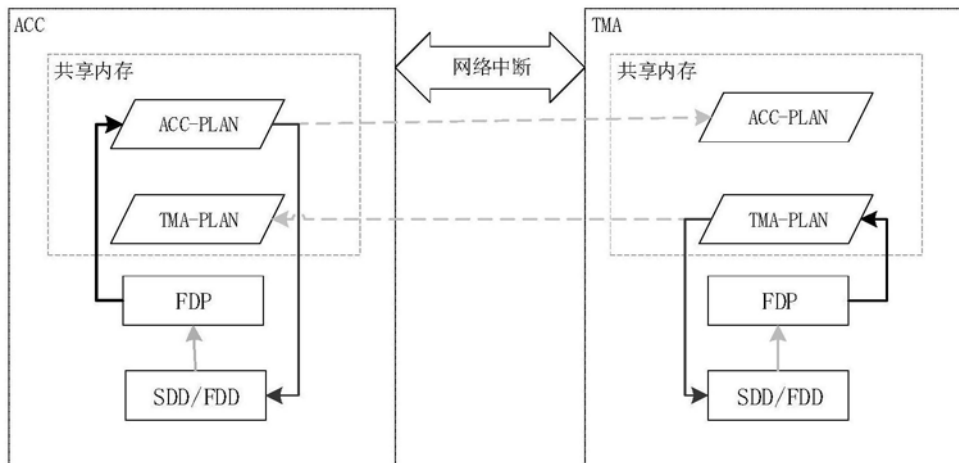 ACC
共享内存
ACC-PLAN
TMA-PLAN
FDP
SDD/FDD
网络中断
TMA
共享内存
ACC-PLAN
TMA-PLAN
FDP
SDD/FDD